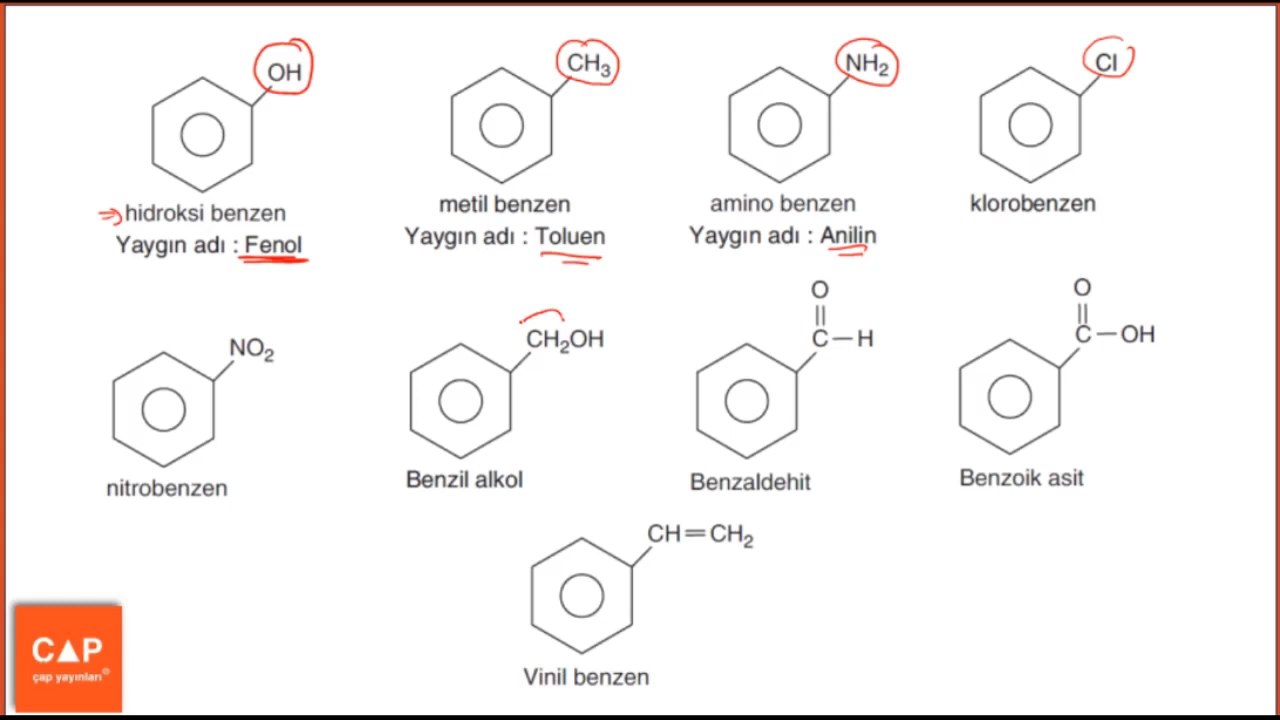 OH
CH₃
NH₂
Cl
hidroksi benzen
Yaygın adı : Fenol
metil benzen
Yaygın adı : Toluen
amino benzen
Yaygın adı : Anilin
klorobenzen
NO₂
nitrobenzen
CH₂OH
Benzil alkol
O
C–H
Benzaldehit
O
C–OH
Benzoik asit
CH=CH₂
Vinil benzen
CAP
çap yayınları®